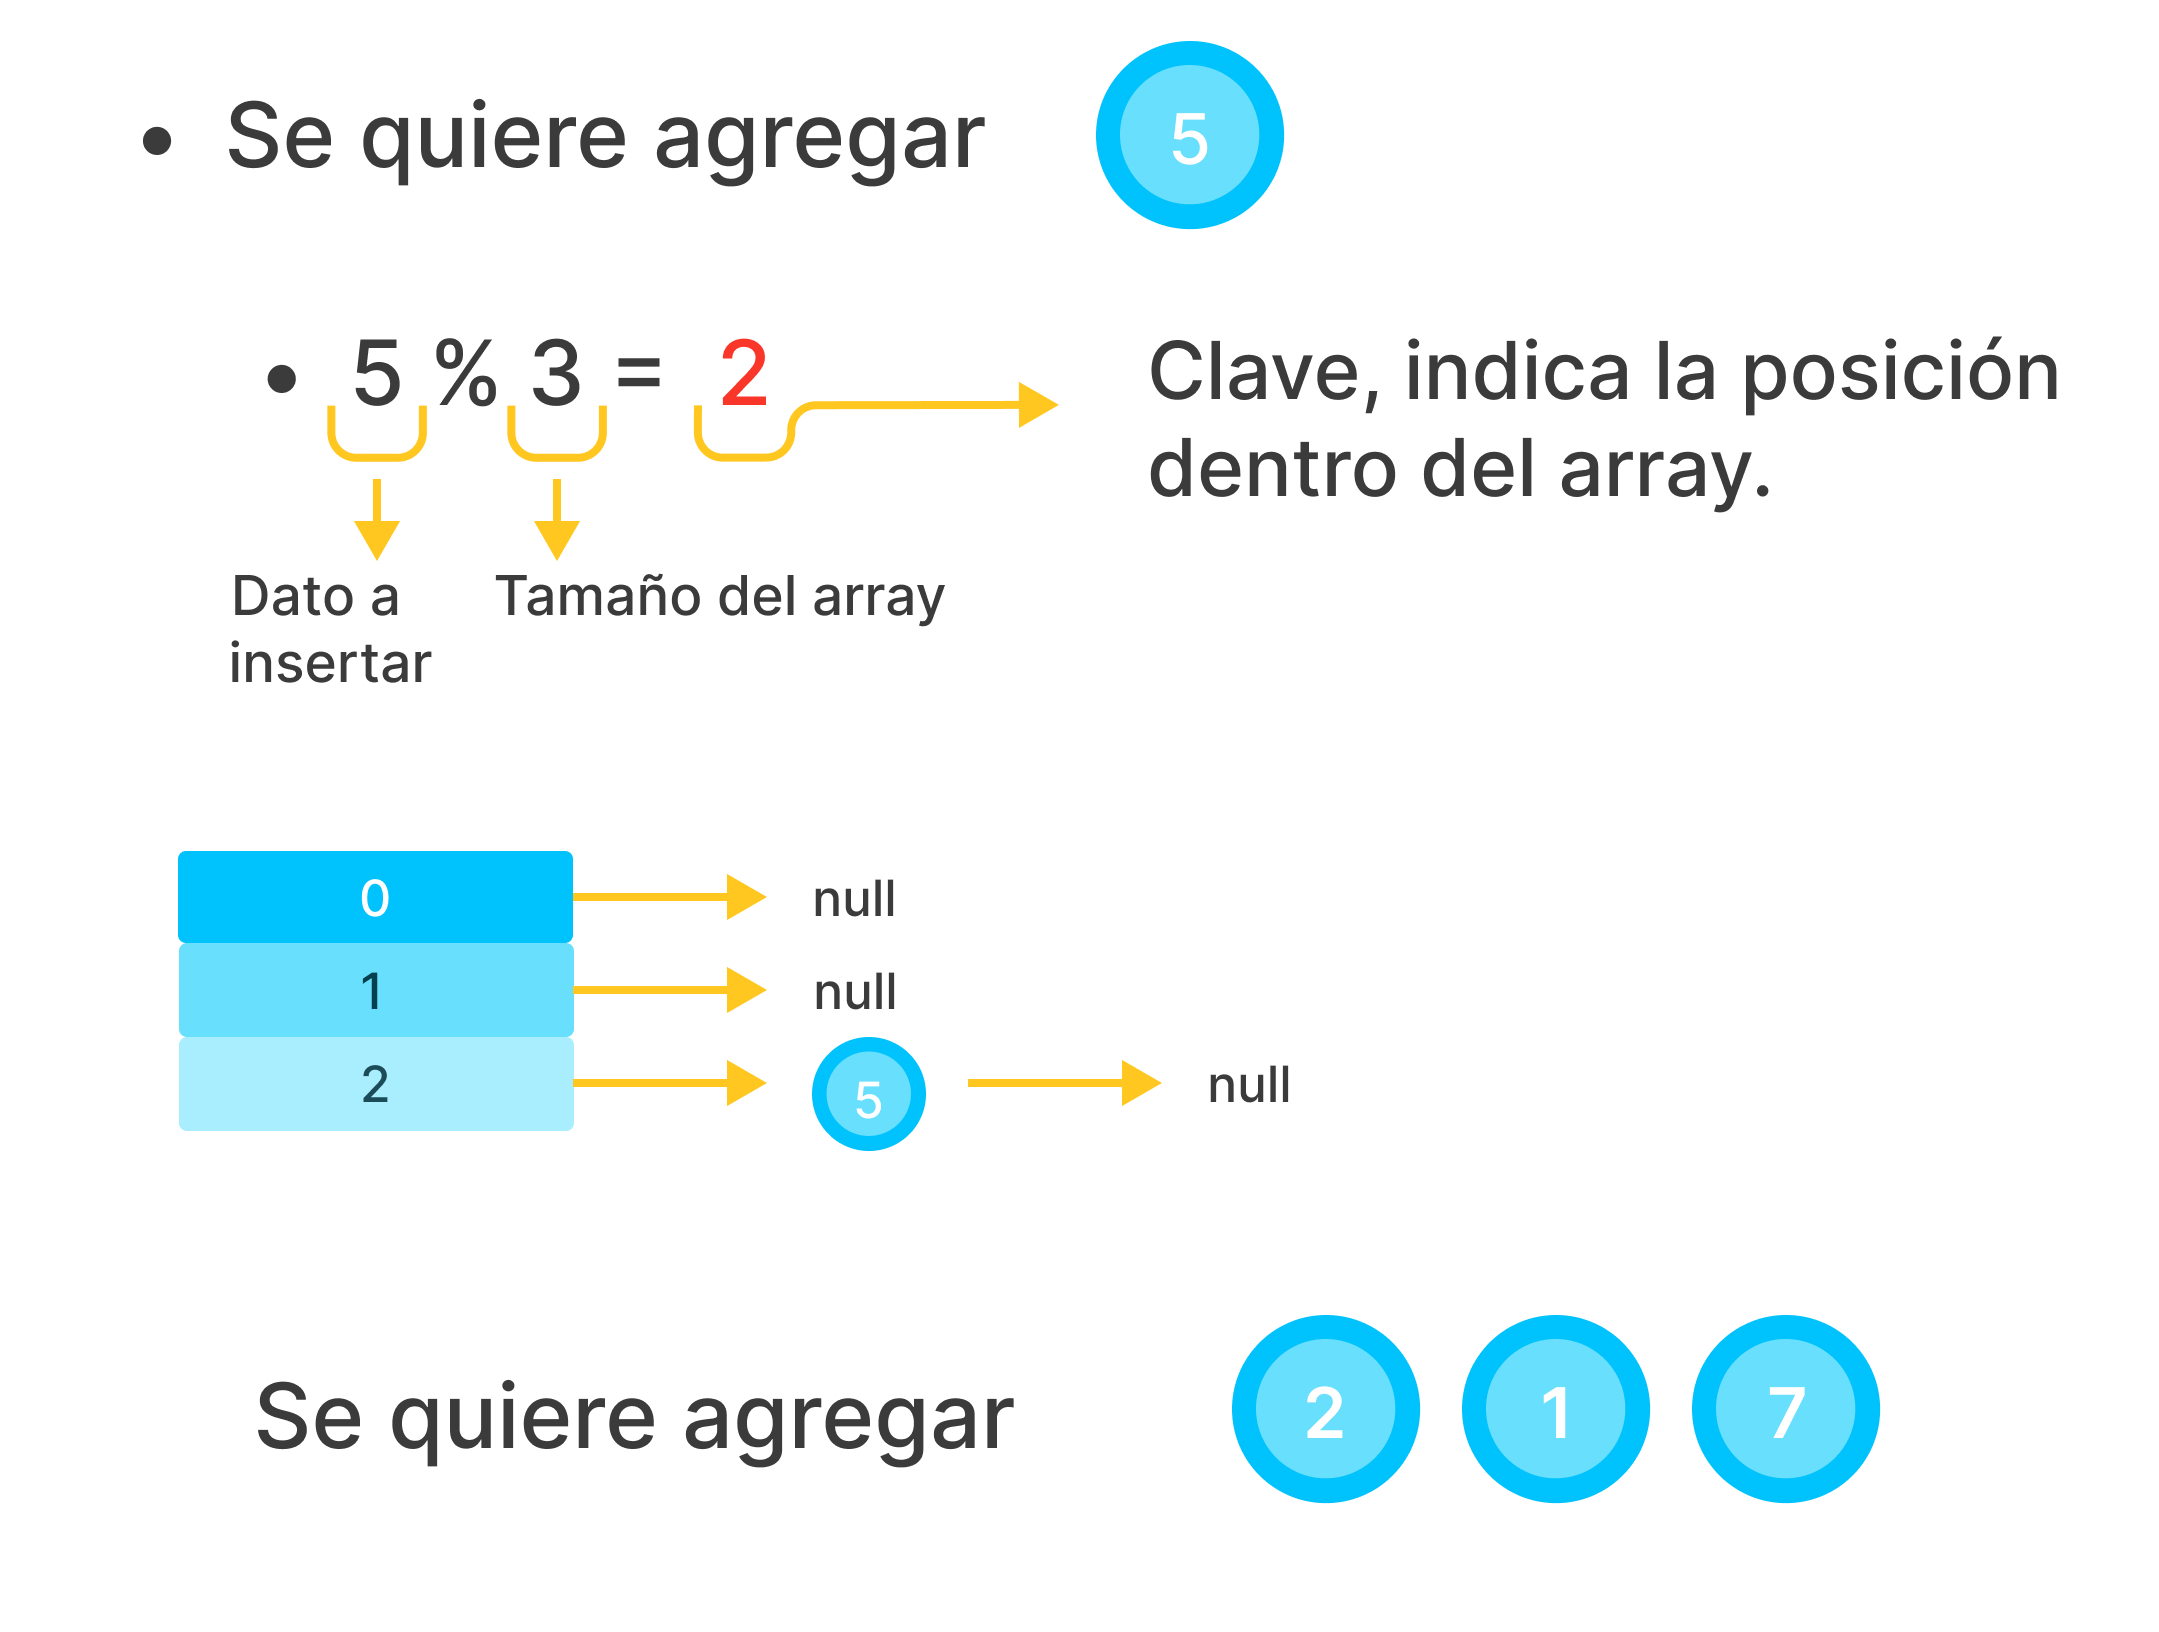 • Se quiere agregar 5
• 5 % 3 = 2
Clave, indica la posición
dentro del array.
Dato a
insertar
Tamaño del array
0 null
1 null
2 5 null
Se quiere agregar 2 1 7